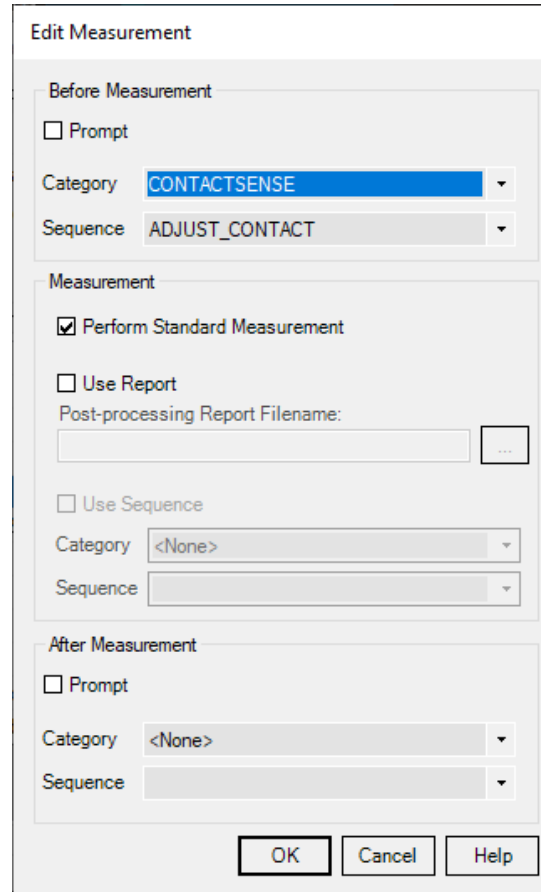 Edit Measurement
Before Measurement
Prompt
Category CONTACTSENSE
Sequence ADJUST_CONTACT
Measurement
Perform Standard Measurement
Use Report
Post-processing Report Filename:
...
Use Sequence
Category <None>
Sequence
After Measurement
Prompt
Category <None>
Sequence
OK Cancel Help